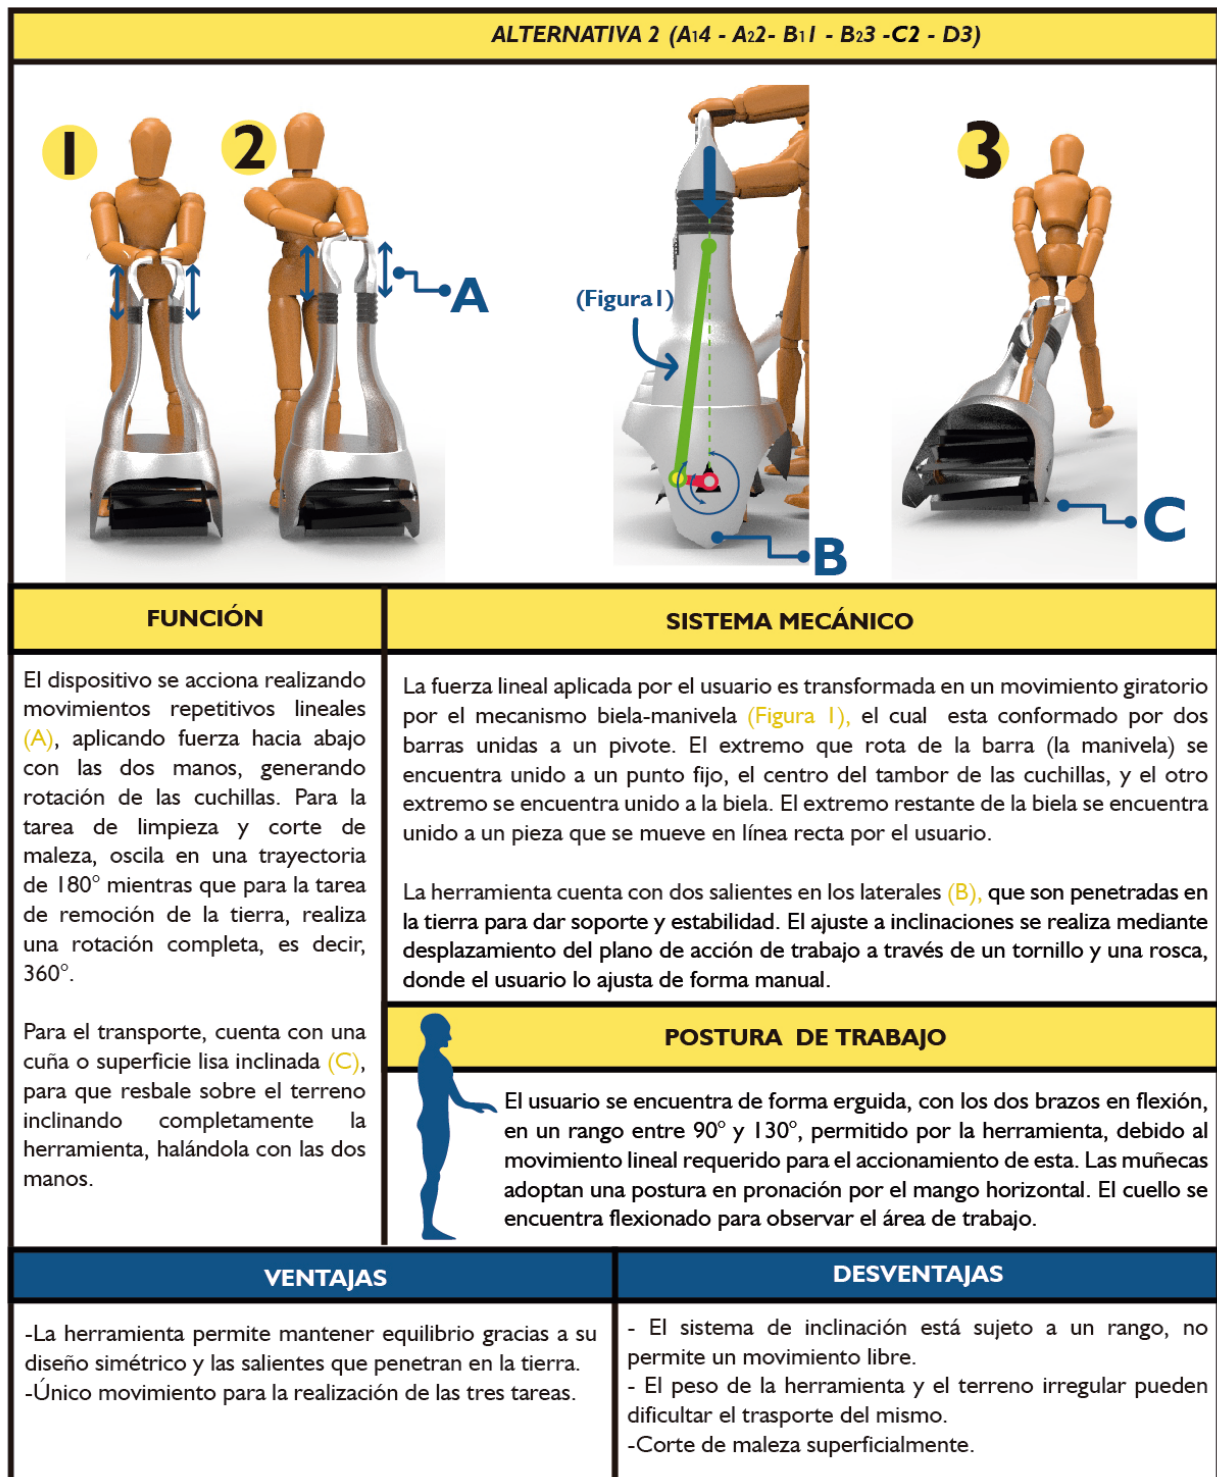 ALTERNATIVA 2 (A14 - A22- B11 - B23 -C2 - D3)
1
2
3
A
(Figura1)
B
C
FUNCIÓN
El dispositivo se acciona realizando
movimientos repetitivos lineales
(A), aplicando fuerza hacia abajo
con las dos manos, generando
rotación de las cuchillas. Para la
tarea de limpieza y corte de
maleza, oscila en una trayectoria
de 180° mientras que para la tarea
de remoción de la tierra, realiza
una rotación completa, es decir,
360°.
Para el transporte, cuenta con una
cuña o superficie lisa inclinada (C),
para que resbale sobre el terreno
inclinando completamente la
herramienta, halándola con las dos
manos.
SISTEMA MECÁNICO
La fuerza lineal aplicada por el usuario es transformada en un movimiento giratorio
por el mecanismo biela-manivela (Figura 1), el cual esta conformado por dos
barras unidas a un pivote. El extremo que rota de la barra (la manivela) se
encuentra unido a un punto fijo, el centro del tambor de las cuchillas, y el otro
extremo se encuentra unido a la biela. El extremo restante de la biela se encuentra
unido a un pieza que se mueve en línea recta por el usuario.
La herramienta cuenta con dos salientes en los laterales (B), que son penetradas en
la tierra para dar soporte y estabilidad. El ajuste a inclinaciones se realiza mediante
desplazamiento del plano de acción de trabajo a través de un tornillo y una rosca,
donde el usuario lo ajusta de forma manual.
POSTURA DE TRABAJO
El usuario se encuentra de forma erguida, con los dos brazos en flexión,
en un rango entre 90° y 130°, permitido por la herramienta, debido al
movimiento lineal requerido para el accionamiento de esta. Las muñecas
adoptan una postura en pronación por el mango horizontal. El cuello se
encuentra flexionado para observar el área de trabajo.
VENTAJAS
-La herramienta permite mantener equilibrio gracias a su
diseño simétrico y las salientes que penetran en la tierra.
-Único movimiento para la realización de las tres tareas.
DESVENTAJAS
- El sistema de inclinación está sujeto a un rango, no
permite un movimiento libre.
- El peso de la herramienta y el terreno irregular pueden
dificultar el trasporte del mismo.
-Corte de maleza superficialmente.